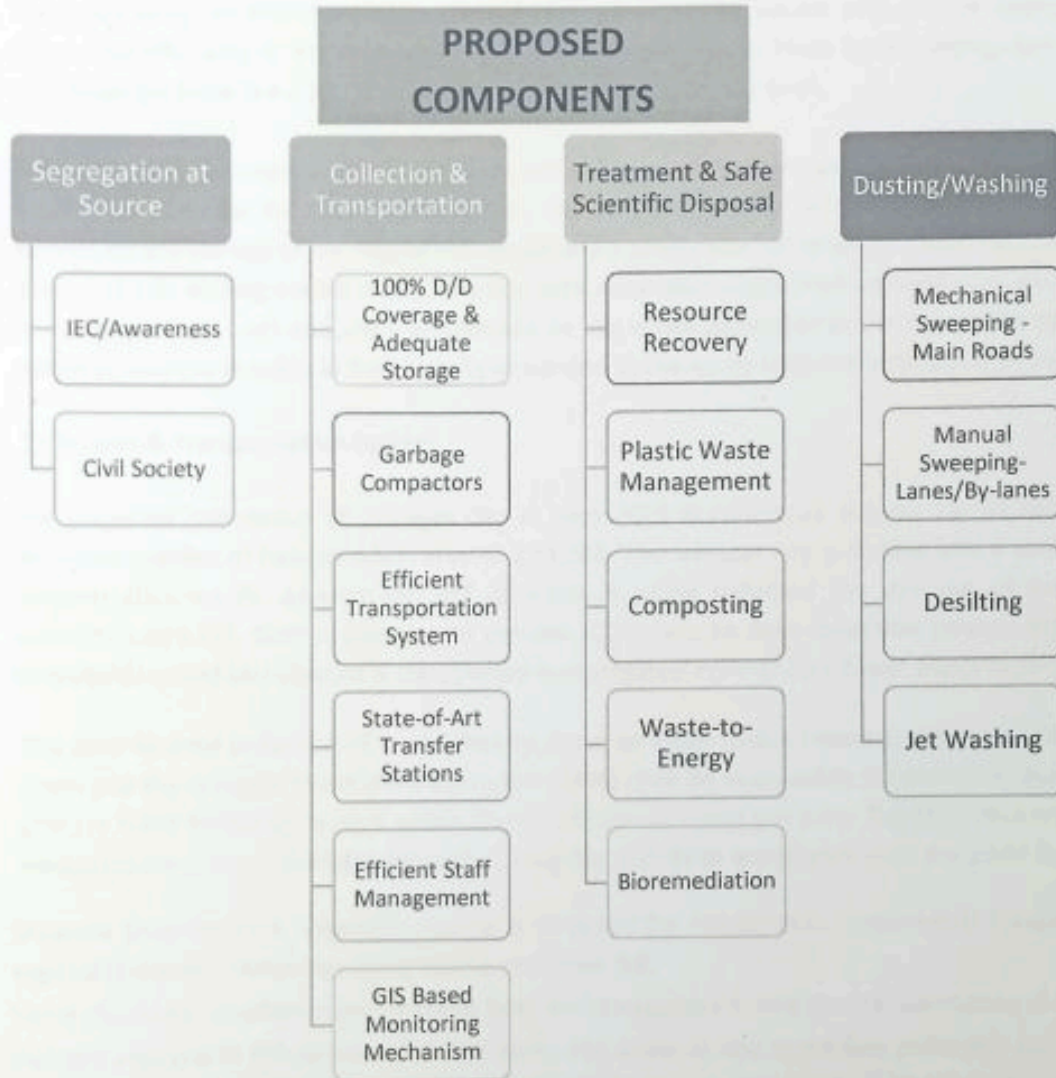 PROPOSED
COMPONENTS
Segregation at
Source
IEC/Awareness
Civil Society
Collection &
Transportation
100% D/D
Coverage &
Adequate
Storage
Garbage
Compactors
Efficient
Transportation
System
State-of-Art
Transfer
Stations
Efficient Staff
Management
GIS Based
Monitoring
Mechanism
Treatment & Safe
Scientific Disposal
Resource
Recovery
Plastic Waste
Management
Composting
Waste-to-
Energy
Bioremediation
Dusting/Washing
Mechanical
Sweeping -
Main Roads
Manual
Sweeping-
Lanes/By-lanes
Desilting
Jet Washing